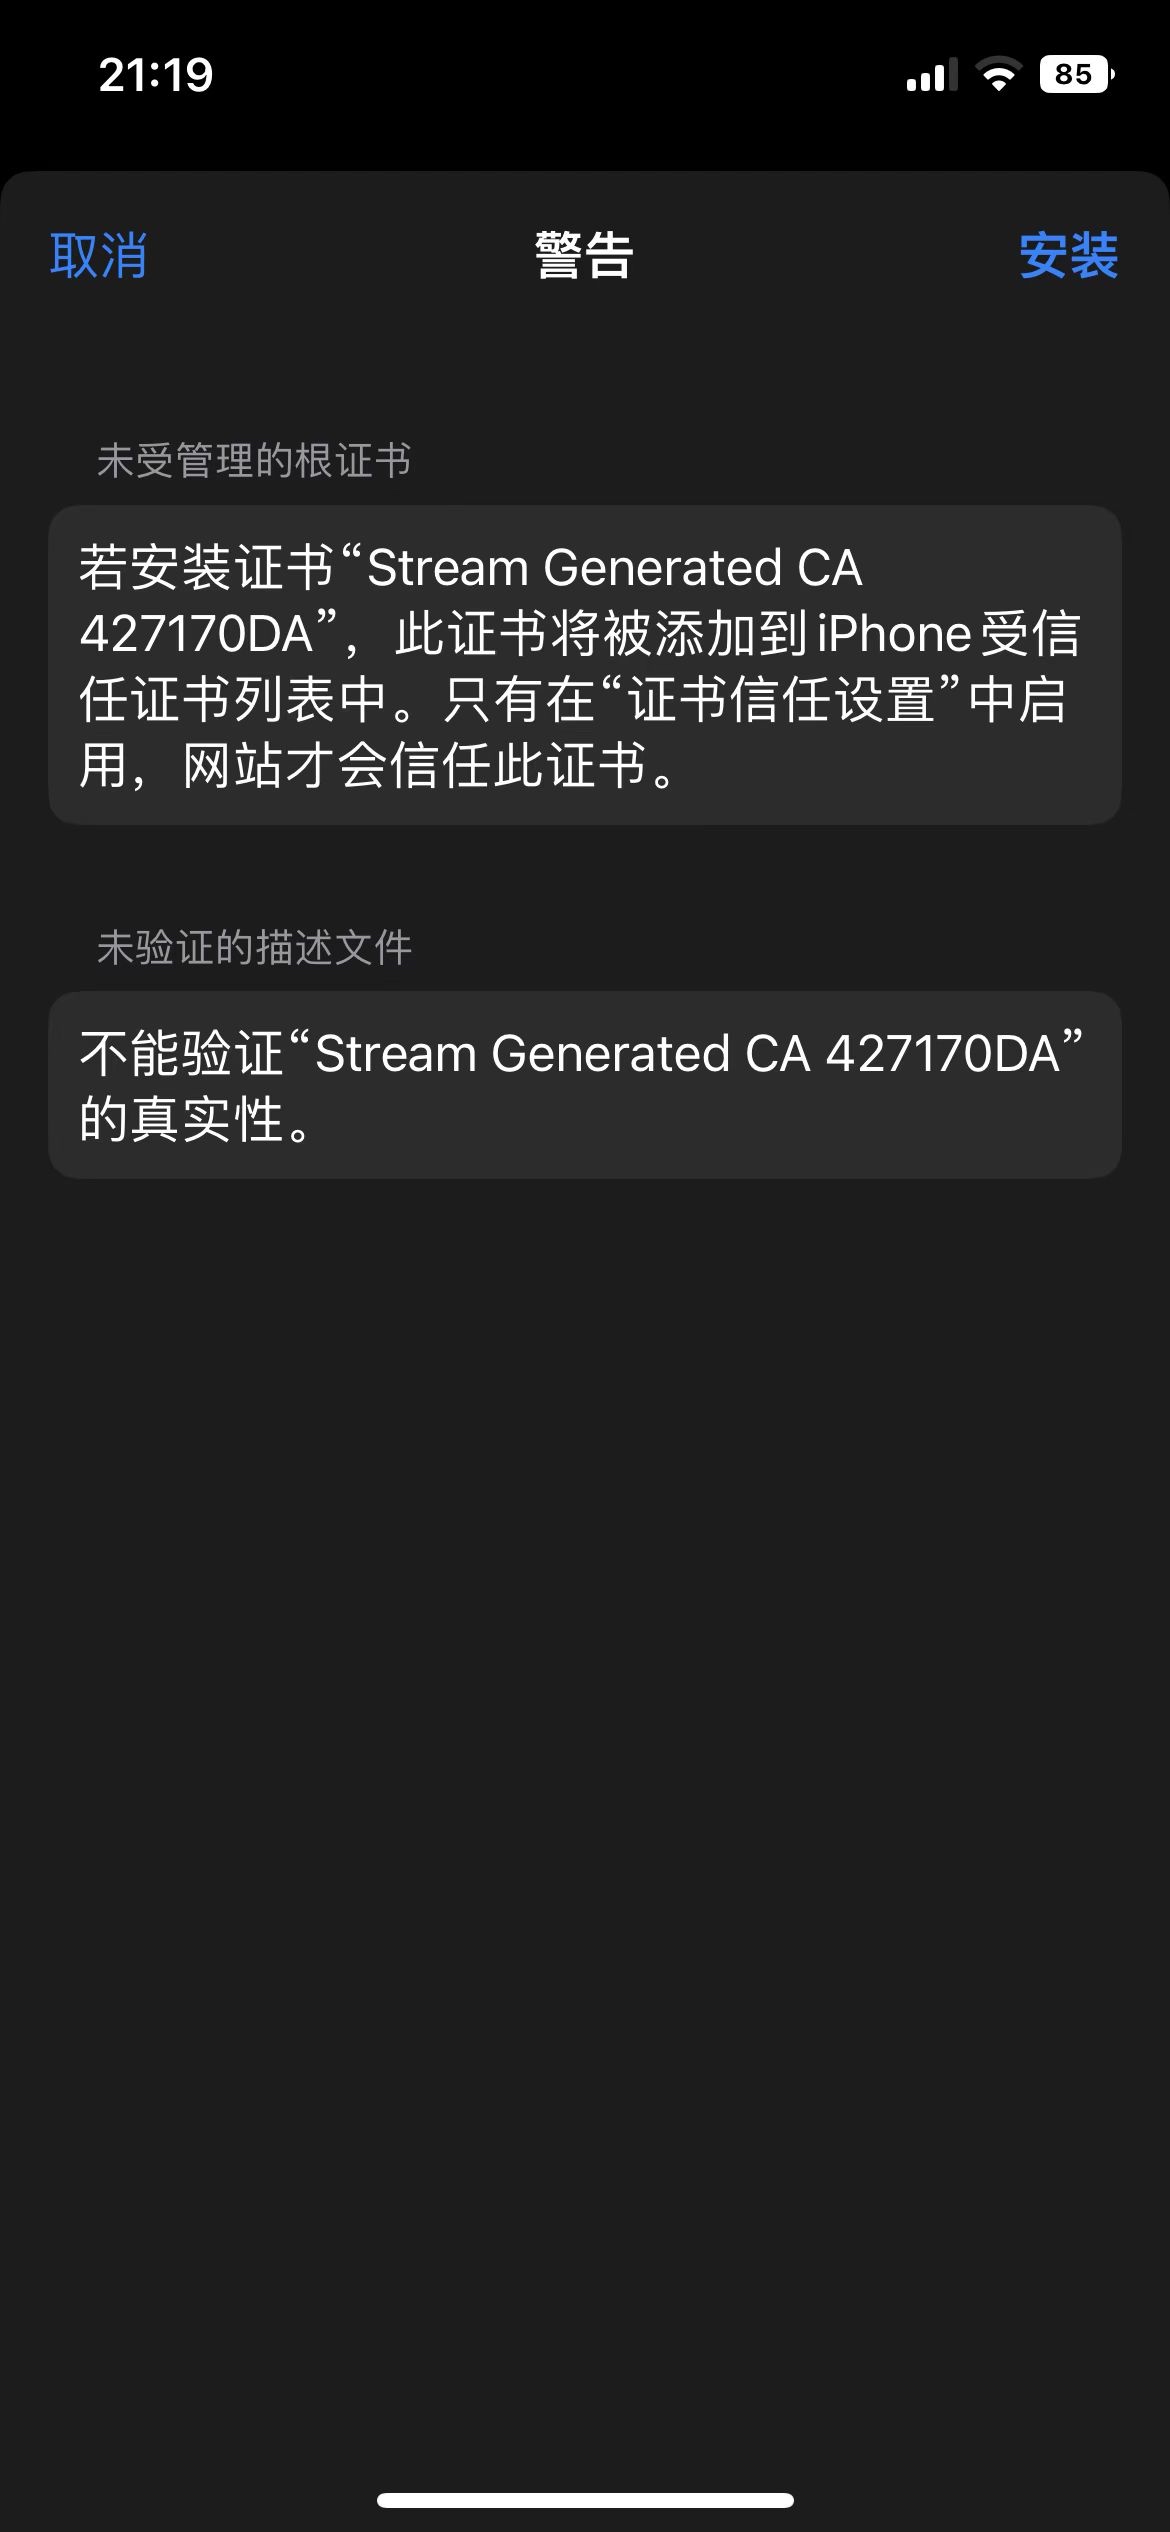 21:19
85
取消
警告
安装
未受管理的根证书
若安装证书“Stream Generated CA
427170DA”，此证书将被添加到iPhone受信
任证书列表中。只有在“证书信任设置”中启
用，网站才会信任此证书。
未验证的描述文件
不能验证“Stream Generated CA 427170DA”
的真实性。